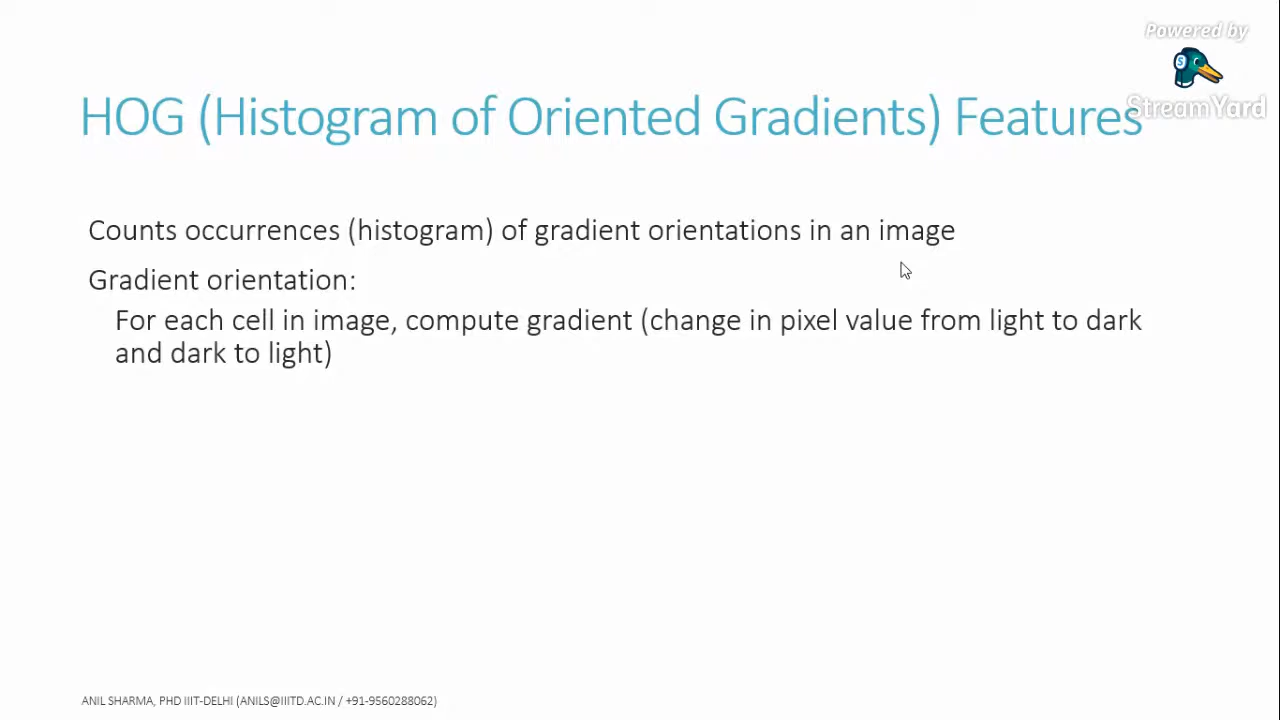 Powered by
StreamYard
HOG (Histogram of Oriented Gradients) Features
Counts occurrences (histogram) of gradient orientations in an image
Gradient orientation:
For each cell in image, compute gradient (change in pixel value from light to dark
and dark to light)
ANIL SHARMA, PHD IIIT-DELHI (ANILS@IIITD.AC.IN / +91-9560288062)